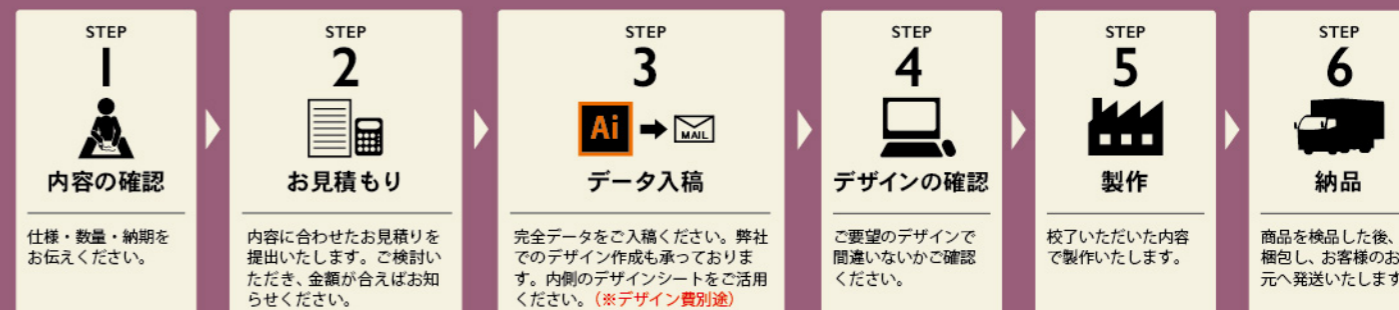 STEP
1
内容の確認
仕様・数量・納期を
お伝えください。
STEP
2
お見積もり
内容に合わせたお見積りを
提出いたします。ご検討い
ただき、金額が合えばお知
らせください。
STEP
3
Ai
MAIL
データ入稿
完全データをご入稿ください。弊社
でのデザイン作成も承っておりま
す。内側のデザインシートをご活用
ください。（※デザイン費別途）
STEP
4
デザインの確認
ご要望のデザインで
間違いないかご確認
ください。
STEP
5
製作
校了いただいた内容
で製作いたします。
STEP
6
納品
商品を検品した後、
梱包し、お客様のお
元へ発送いたします